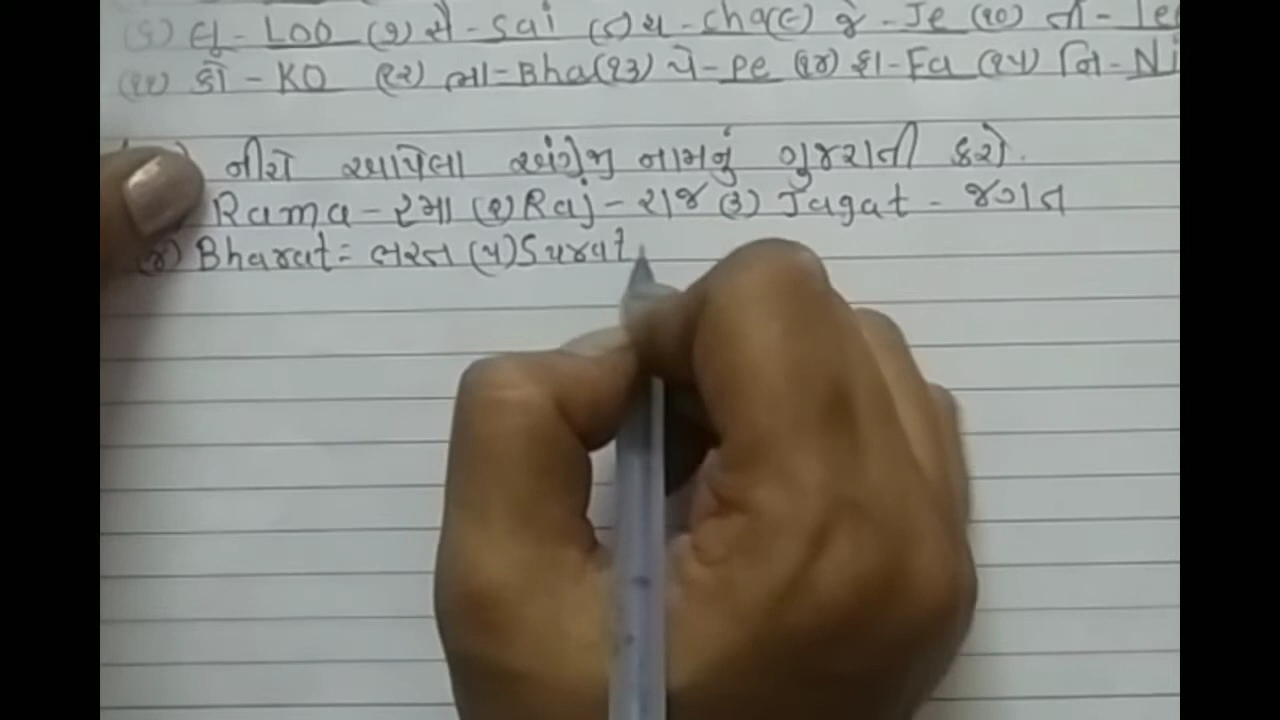 (૬) લૂ - Loo (૭) સૈ - Sai (૮) ચ - Cha (૯) જે - Je (૧૦) તી - Tee
(૧૧) કો - KO (૧૨) ભા - Bha (૧૩) પે - Pe (૧૪) ફા - Fa (૧૫) નિ - Ni
નીચે આપેલા અંગ્રેજી નામનું ગુજરાતી કરો.
Rama - રમા (૨) Raj - રાજ (૩) Jagat - જગત
(૪) Bharat = ભરત (૫) Surat